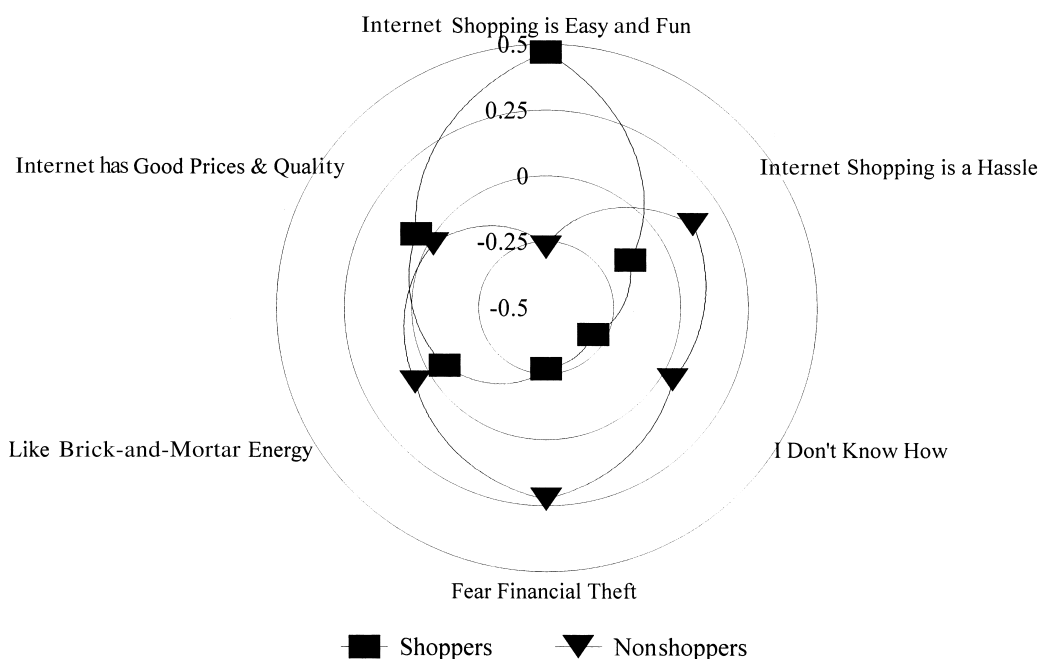 Internet Shopping is Easy and Fun
0.5
0.25
Internet has Good Prices & Quality
Internet Shopping is a Hassle
0
-0.25
-0.5
Like Brick-and-Mortar Energy
I Don't Know How
Fear Financial Theft
Shoppers
Nonshoppers